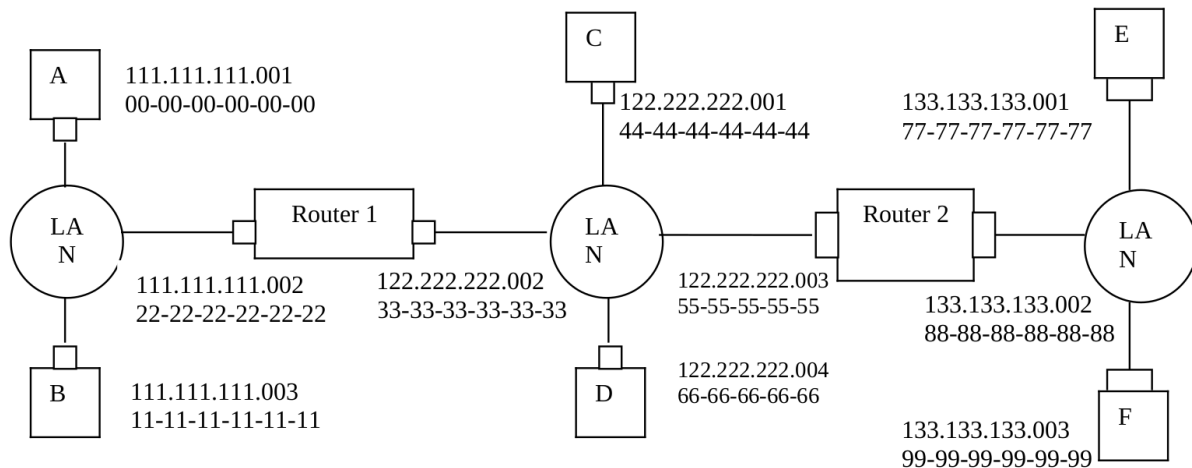 A
111.111.111.001
00-00-00-00-00-00
C
122.222.222.001
44-44-44-44-44-44
E
133.133.133.001
77-77-77-77-77-77
LA
N
Router 1
LA
N
Router 2
LA
N
111.111.111.002
22-22-22-22-22-22
122.222.222.002
33-33-33-33-33-33
122.222.222.003
55-55-55-55-55
133.133.133.002
88-88-88-88-88-88
B
111.111.111.003
11-11-11-11-11-11
D
122.222.222.004
66-66-66-66-66
F
133.133.133.003
99-99-99-99-99-99